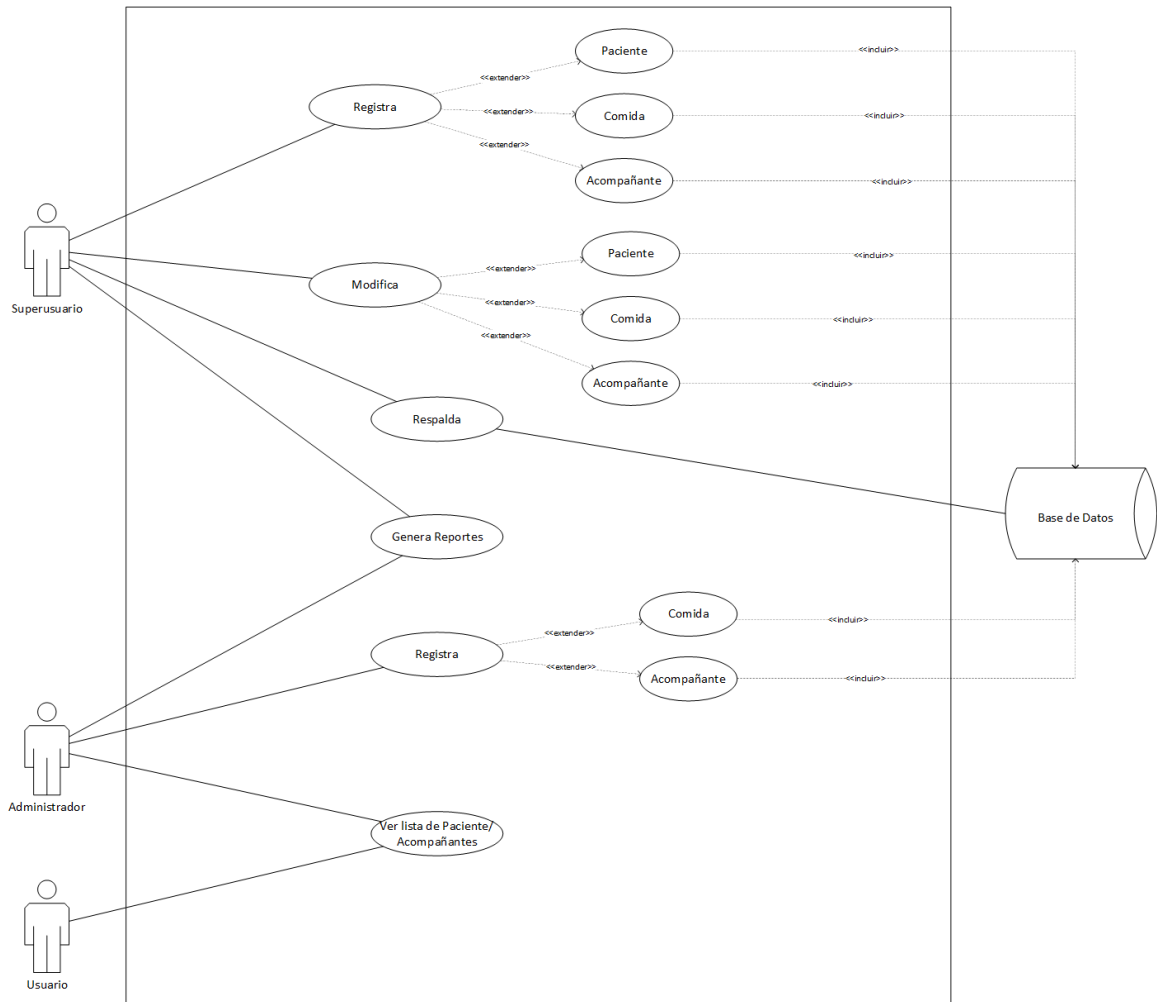 Paciente
<<incluir>>
<<extender>>
Registra
<<extender>>
Comida
<<incluir>>
<<extender>>
Acompañante
<<incluir>>
Superusuario
Paciente
<<incluir>>
<<extender>>
Modifica
<<extender>>
Comida
<<incluir>>
<<extender>>
Acompañante
<<incluir>>
Respalda
Base de Datos
Genera Reportes
Comida
<<incluir>>
<<extender>>
Registra
<<extender>>
Acompañante
<<incluir>>
Administrador
Ver lista de Paciente/
Acompañantes
Usuario